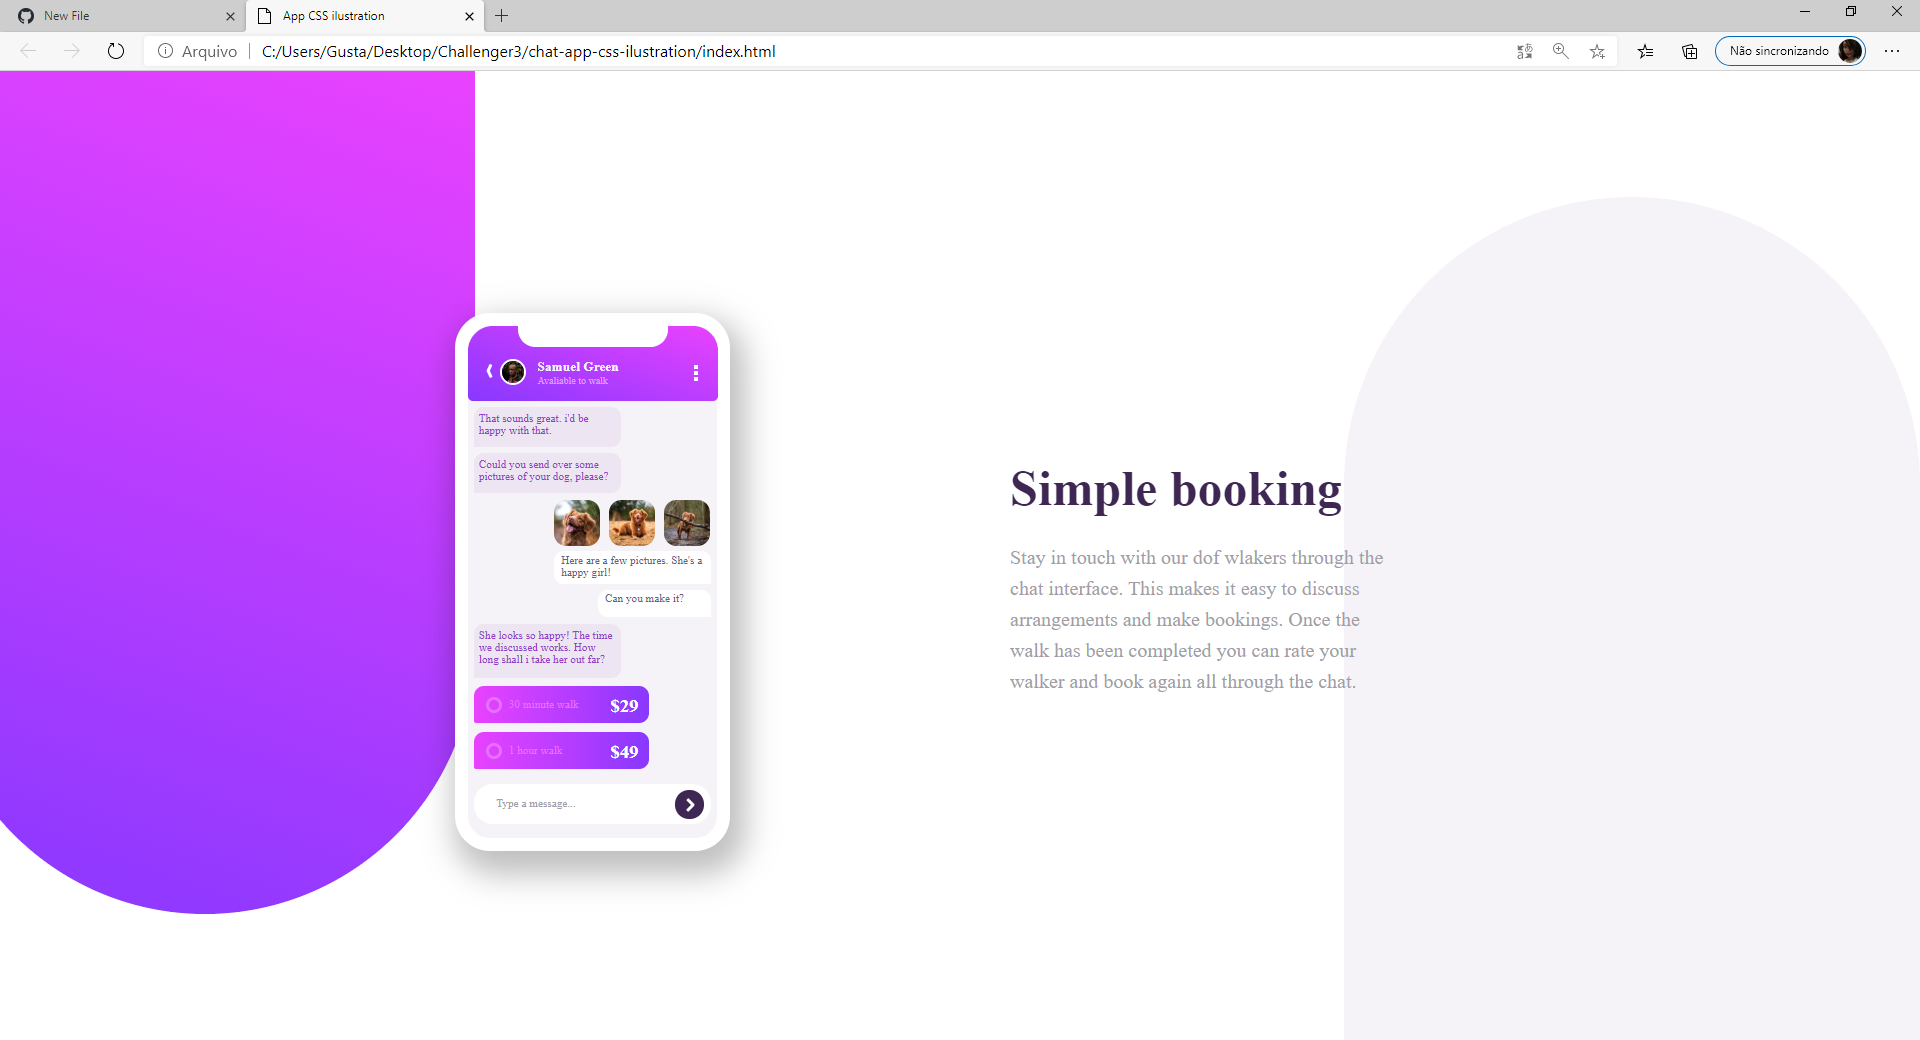 New File
App CSS ilustration
Arquivo
C:/Users/Gusta/Desktop/Challenger3/chat-app-css-ilustration/index.html
Não sincronizando
Samuel Green
Avaliable to walk
That sounds great. i'd be
happy with that.
Could you send over some
pictures of your dog, please?
Here are a few pictures. She's a
happy girl!
Can you make it?
She looks so happy! The time
we discussed works. How
long shall i take her out far?
30 minute walk $29
1 hour walk $49
Type a message...
Simple booking
Stay in touch with our dof wlakers through the
chat interface. This makes it easy to discuss
arrangements and make bookings. Once the
walk has been completed you can rate your
walker and book again all through the chat.